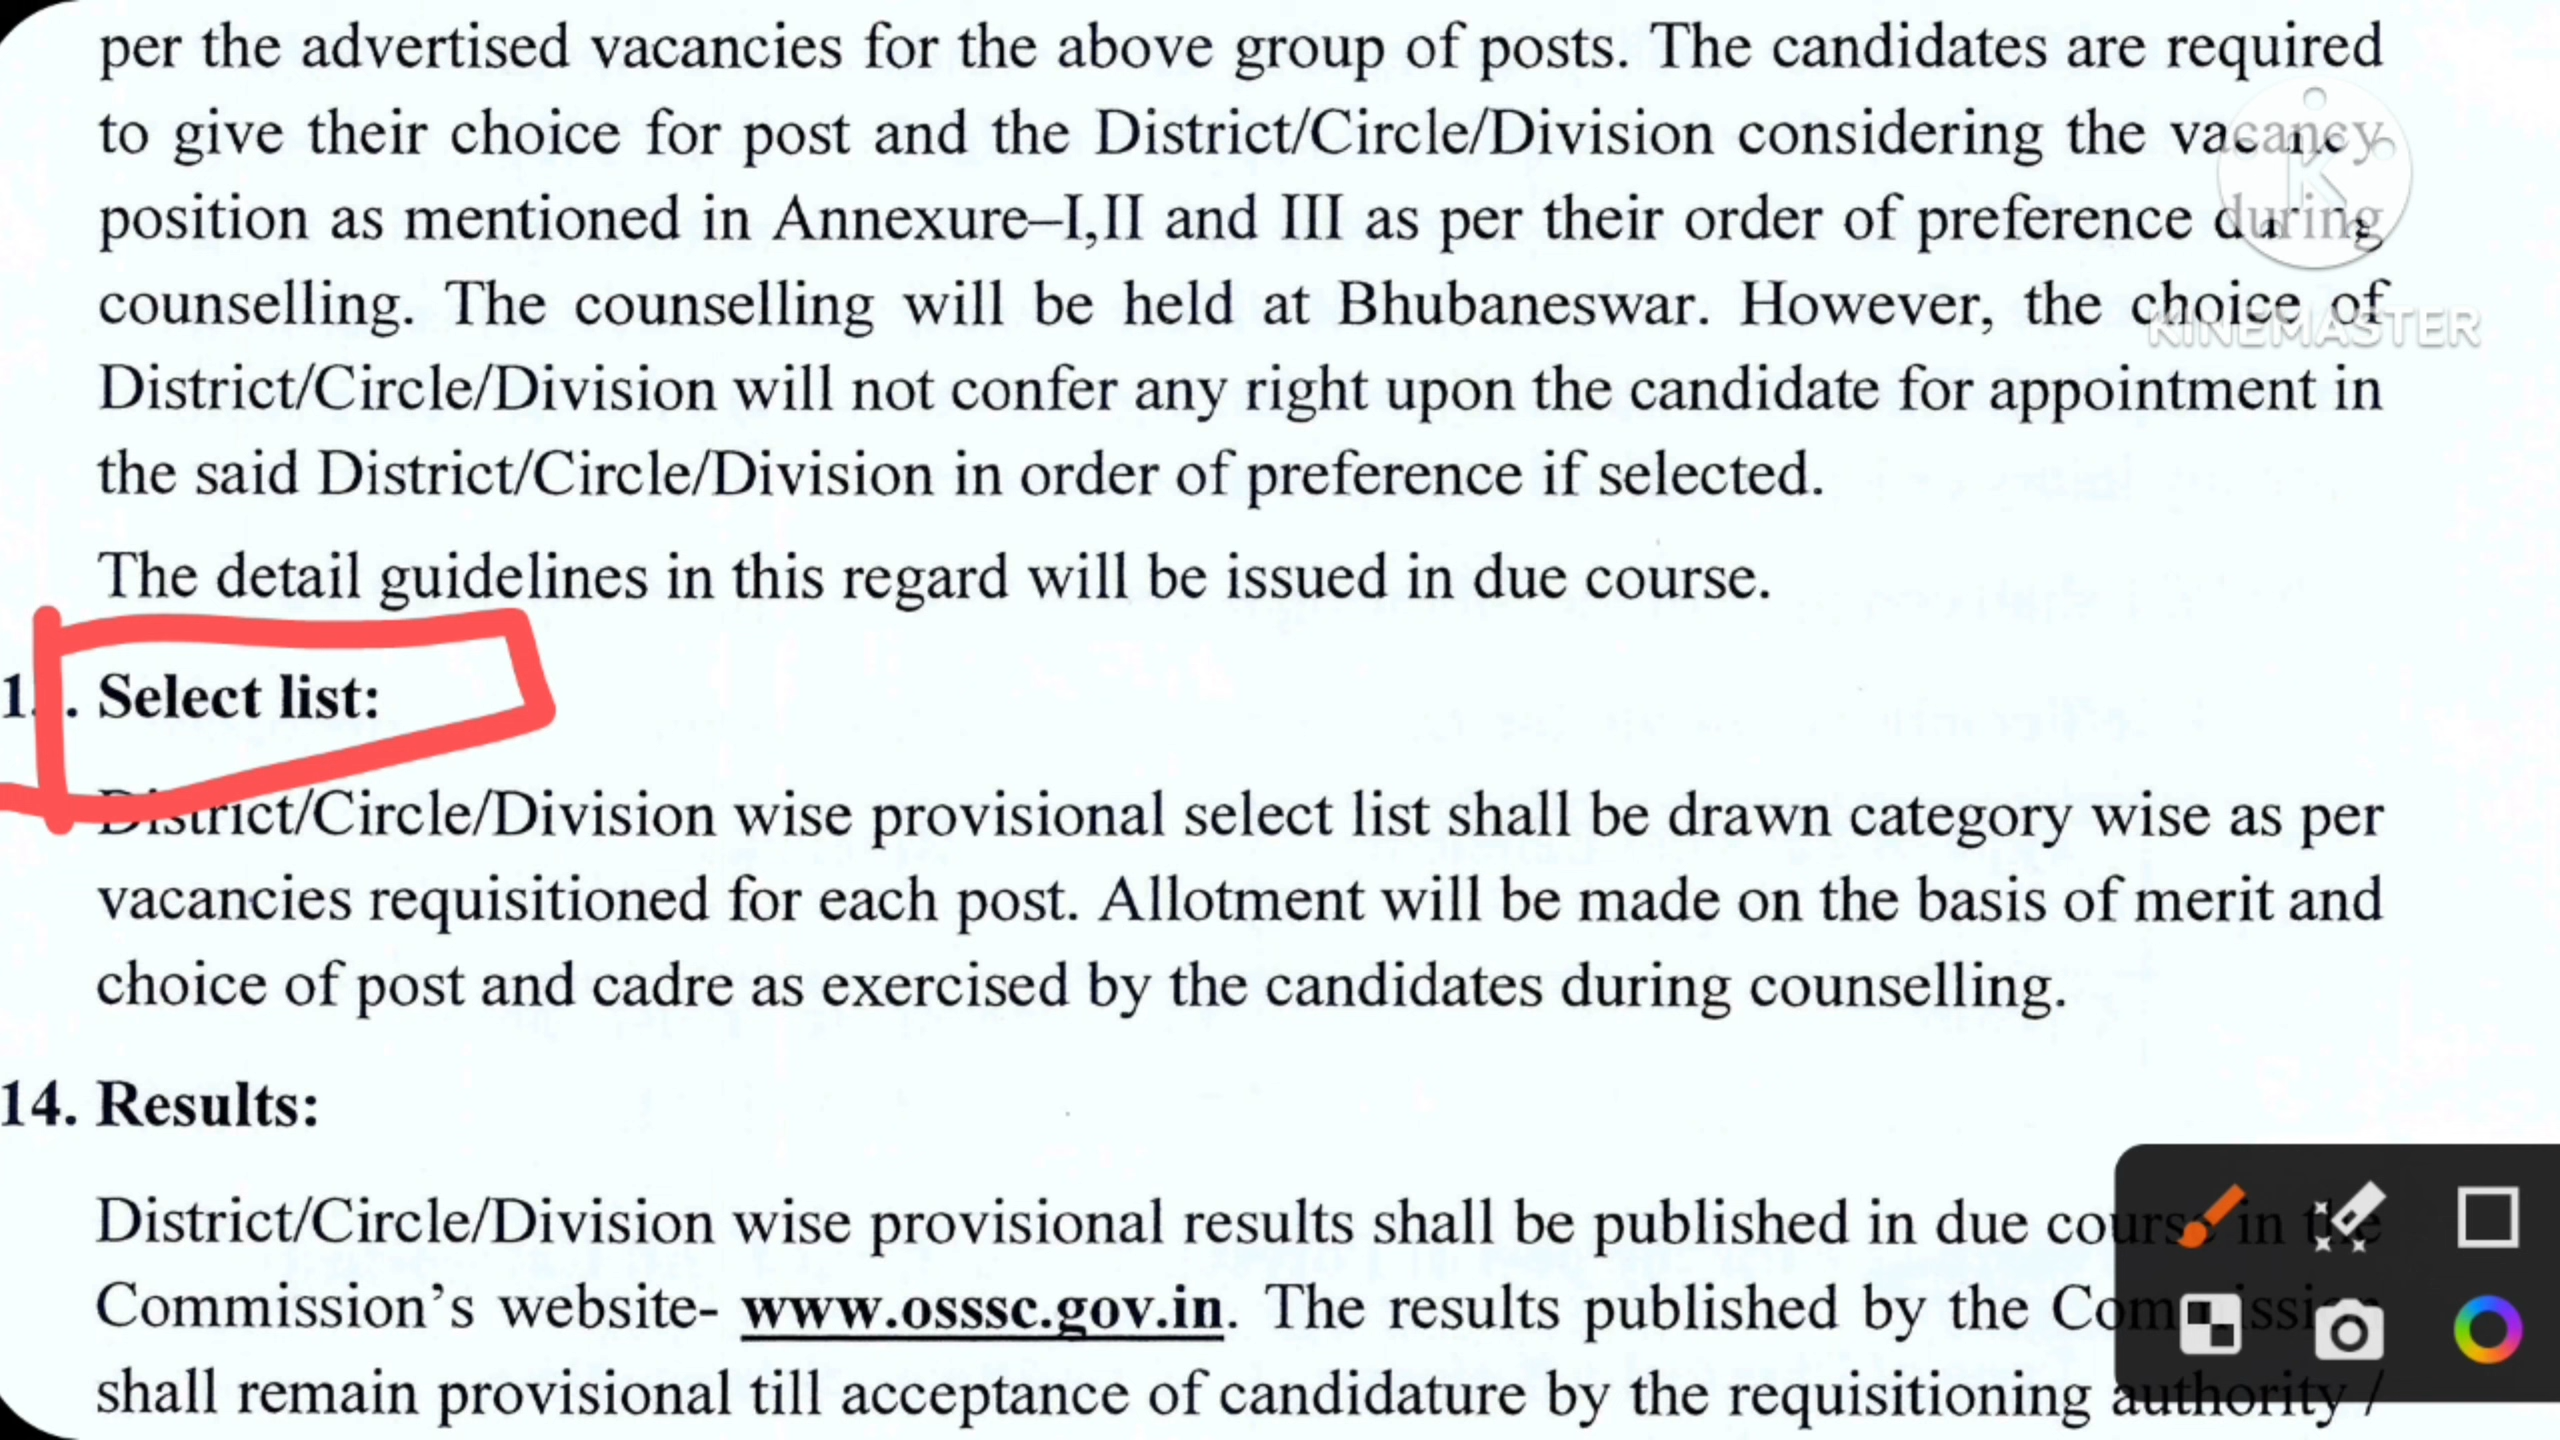 per the advertised vacancies for the above group of posts. The candidates are required
to give their choice for post and the District/Circle/Division considering the vacancy
position as mentioned in Annexure–I,II and III as per their order of preference during
counselling. The counselling will be held at Bhubaneswar. However, the choice of
KINEMASTER
District/Circle/Division will not confer any right upon the candidate for appointment in
the said District/Circle/Division in order of preference if selected.
The detail guidelines in this regard will be issued in due course.
Select list:
District/Circle/Division wise provisional select list shall be drawn category wise as per
vacancies requisitioned for each post. Allotment will be made on the basis of merit and
choice of post and cadre as exercised by the candidates during counselling.
14. Results:
District/Circle/Division wise provisional results shall be published in due course in the
Commission's website- www.osssc.gov.in. The results published by the Commission
shall remain provisional till acceptance of candidature by the requisitioning authority /